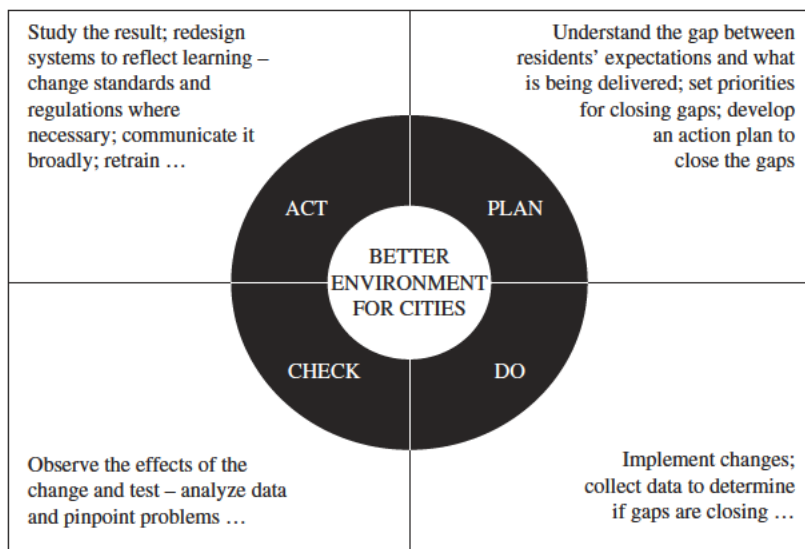 Study the result; redesign
systems to reflect learning –
change standards and
regulations where
necessary; communicate it
broadly; retrain …
Understand the gap between
residents’ expectations and what
is being delivered; set priorities
for closing gaps; develop
an action plan to
close the gaps
ACT
PLAN
BETTER
ENVIRONMENT
FOR CITIES
CHECK
DO
Observe the effects of the
change and test – analyze data
and pinpoint problems …
Implement changes;
collect data to determine
if gaps are closing …